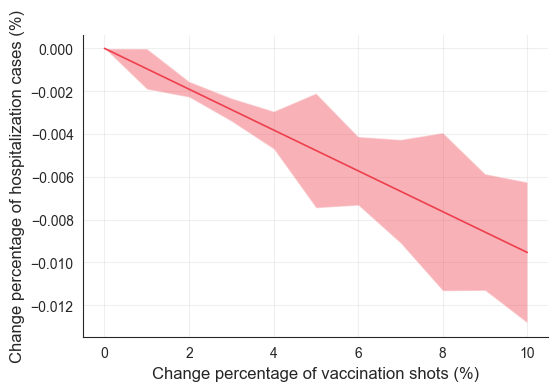 Change percentage of hospitalization cases (%)
0.000
−0.002
−0.004
−0.006
−0.008
−0.010
−0.012
0 2 4 6 8 10
Change percentage of vaccination shots (%)